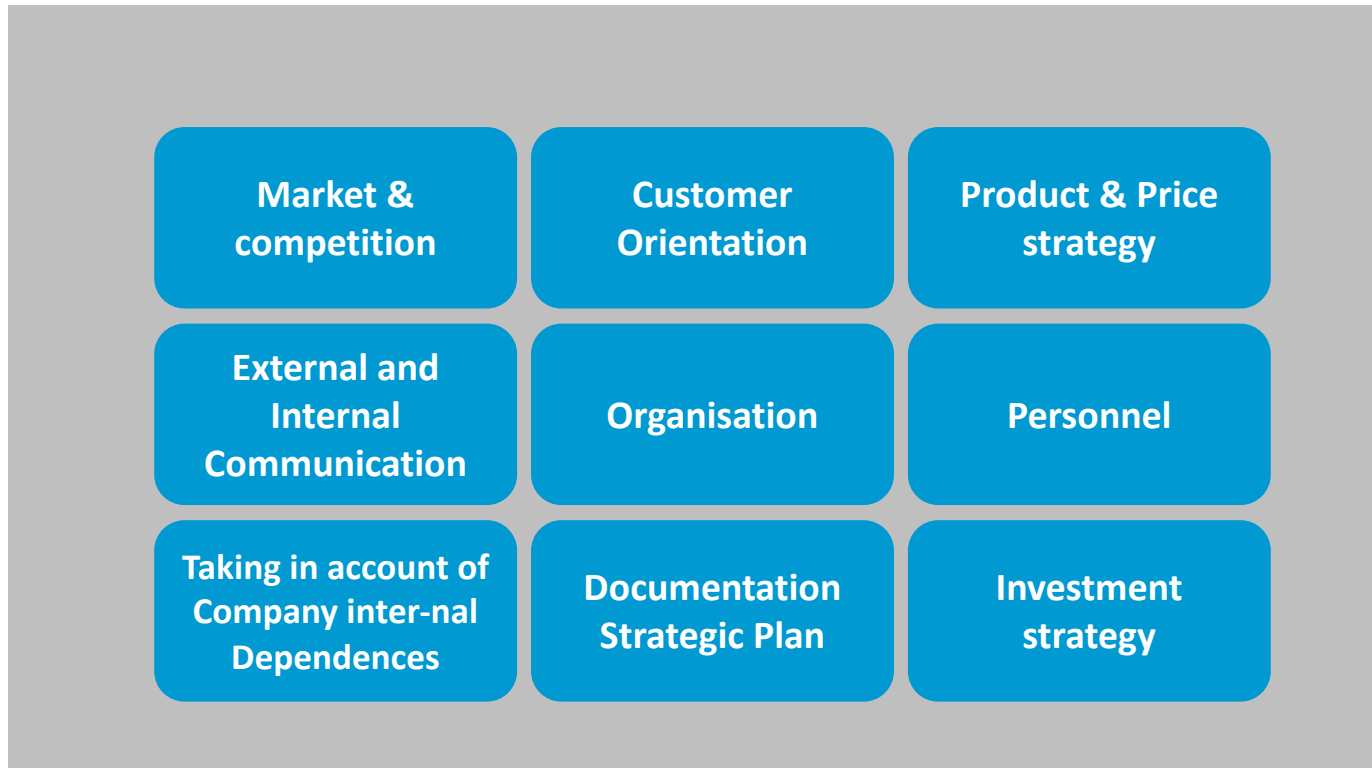 Market &
competition
Customer
Orientation
Product & Price
strategy
External and
Internal
Communication
Organisation
Personnel
Taking in account of
Company inter-nal
Dependences
Documentation
Strategic Plan
Investment
strategy